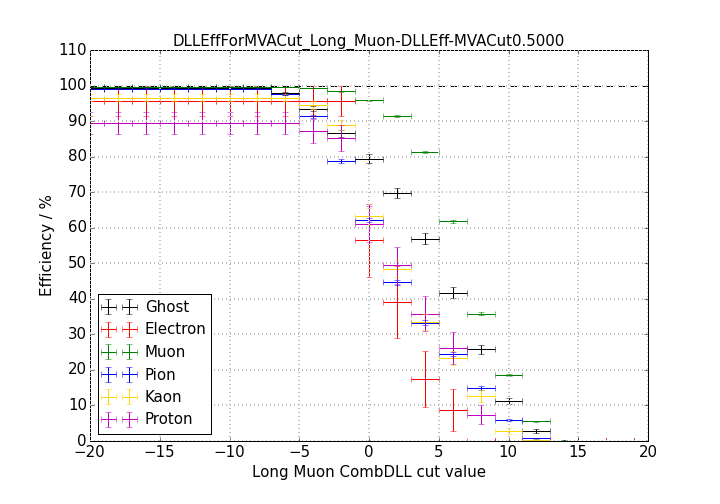 DLLEffForMVACut_Long_Muon-DLLEff-MVACut0.5000
110
100
90
80
70
60
50
40
30
20
10
0
Efficiency / %
Ghost
Electron
Muon
Pion
Kaon
Proton
−20 −15 −10 −5 0 5 10 15 20
Long Muon CombDLL cut value